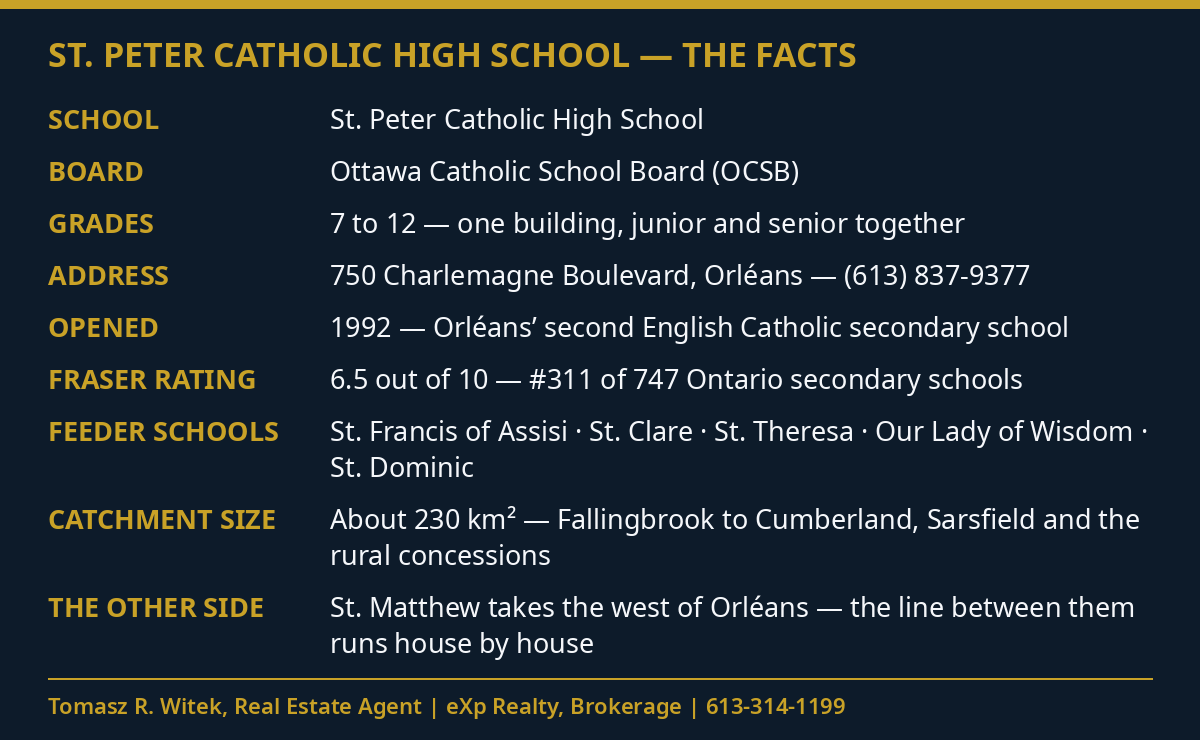 ST. PETER CATHOLIC HIGH SCHOOL — THE FACTS
SCHOOL St. Peter Catholic High School
BOARD Ottawa Catholic School Board (OCSB)
GRADES 7 to 12 — one building, junior and senior together
ADDRESS 750 Charlemagne Boulevard, Orléans — (613) 837-9377
OPENED 1992 — Orléans’ second English Catholic secondary school
FRASER RATING 6.5 out of 10 — #311 of 747 Ontario secondary schools
FEEDER SCHOOLS St. Francis of Assisi · St. Clare · St. Theresa · Our Lady of Wisdom ·
St. Dominic
CATCHMENT SIZE About 230 km² — Fallingbrook to Cumberland, Sarsfield and the
rural concessions
THE OTHER SIDE St. Matthew takes the west of Orléans — the line between them
runs house by house
Tomasz R. Witek, Real Estate Agent | eXp Realty, Brokerage | 613-314-1199